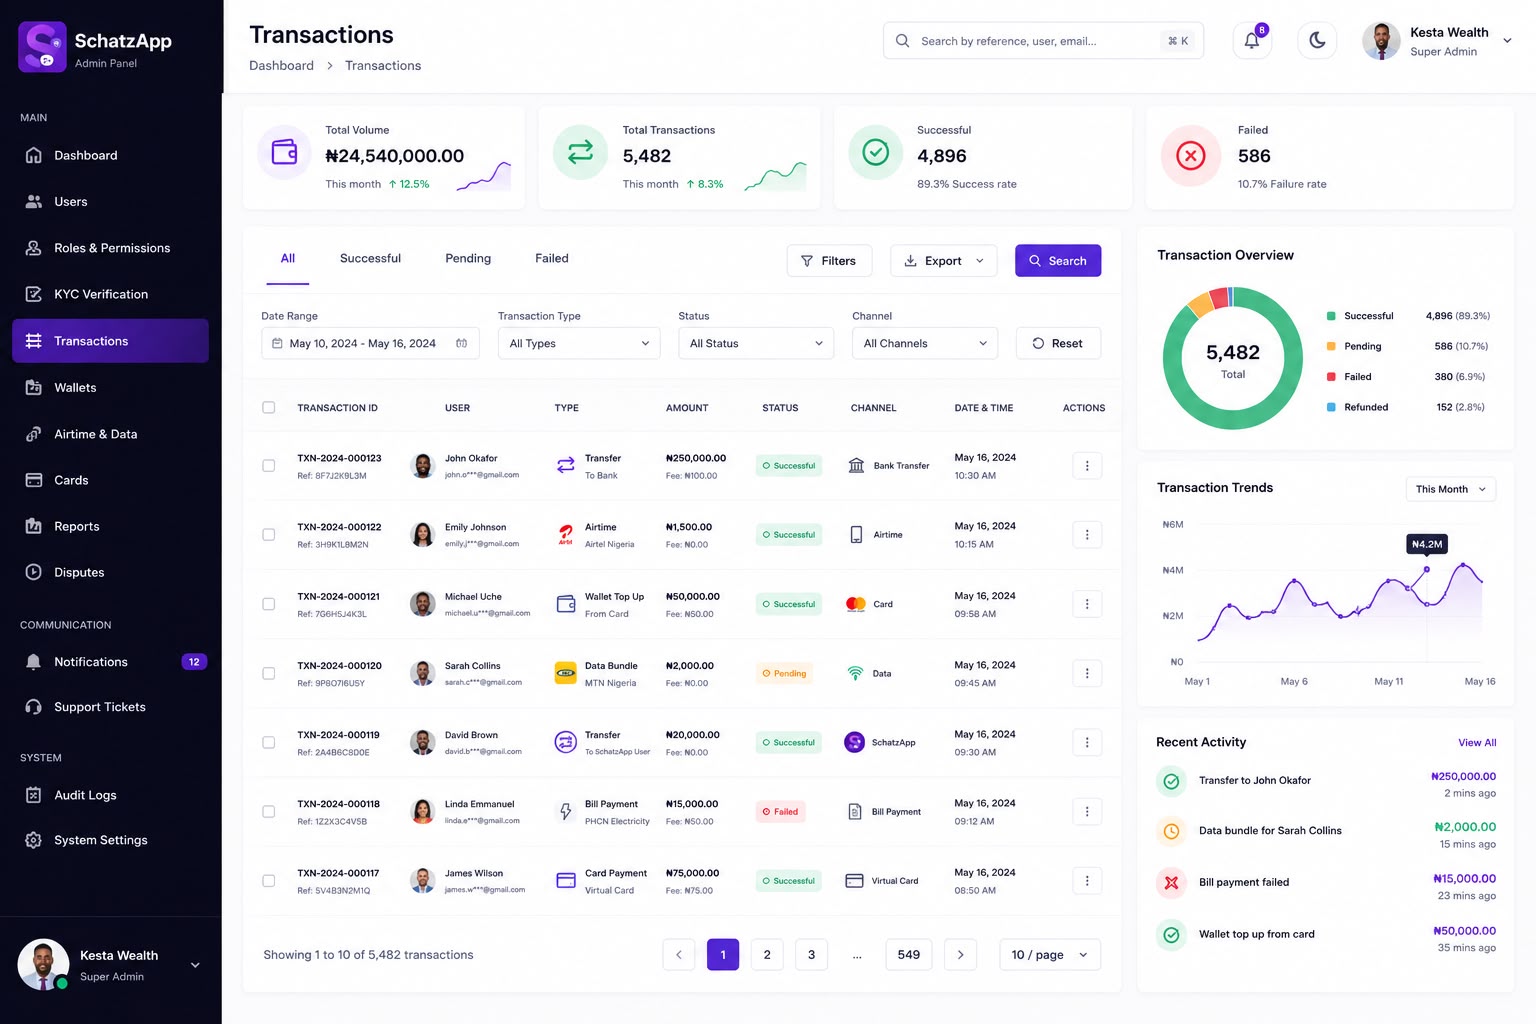 SchatzApp
Admin Panel
MAIN
Dashboard
Users
Roles & Permissions
KYC Verification
Transactions
Wallets
Airtime & Data
Cards
Reports
Disputes
COMMUNICATION
Notifications 12
Support Tickets
SYSTEM
Audit Logs
System Settings
Kesta Wealth
Super Admin
Transactions
Dashboard > Transactions
Search by reference, user, email... ⌘ K
8
Kesta Wealth
Super Admin
Total Volume
₦24,540,000.00
This month ↑ 12.5%
Total Transactions
5,482
This month ↑ 8.3%
Successful
4,896
89.3% Success rate
Failed
586
10.7% Failure rate
All Successful Pending Failed Filters Export Search
Date Range Transaction Type Status Channel
May 10, 2024 - May 16, 2024 All Types All Status All Channels Reset
TRANSACTION ID USER TYPE AMOUNT STATUS CHANNEL DATE & TIME ACTIONS
TXN-2024-000123 John Okafor Transfer ₦250,000.00 Successful Bank Transfer May 16, 2024
Ref: 8F7J2K9L3M john.o***@gmail.com To Bank Fee: ₦100.00 10:30 AM
TXN-2024-000122 Emily Johnson Airtime ₦1,500.00 Successful Airtime May 16, 2024
Ref: 3H9K1L8M2N emily.j***@gmail.com Airtel Nigeria Fee: ₦0.00 10:15 AM
TXN-2024-000121 Michael Uche Wallet Top Up ₦50,000.00 Successful Card May 16, 2024
Ref: 7G6H5J4K3L michael.u***@gmail.com From Card Fee: ₦50.00 09:58 AM
TXN-2024-000120 Sarah Collins Data Bundle ₦2,000.00 Pending Data May 16, 2024
Ref: 9P8O7I6U5Y sarah.c***@gmail.com MTN Nigeria Fee: ₦0.00 09:45 AM
TXN-2024-000119 David Brown Transfer ₦20,000.00 Successful SchatzApp May 16, 2024
Ref: 2A4B6C8D0E david.b***@gmail.com To SchatzApp User Fee: ₦0.00 09:30 AM
TXN-2024-000118 Linda Emmanuel Bill Payment ₦15,000.00 Failed Bill Payment May 16, 2024
Ref: 1Z2X3C4V5B linda.e***@gmail.com PHCN Electricity Fee: ₦50.00 09:12 AM
TXN-2024-000117 James Wilson Card Payment ₦75,000.00 Successful Virtual Card May 16, 2024
Ref: 5V4B3N2M1Q james.w***@gmail.com Virtual Card Fee: ₦75.00 08:50 AM
Showing 1 to 10 of 5,482 transactions < 1 2 3 ... 549 > 10 / page
Transaction Overview
5,482
Total
Successful 4,896 (89.3%)
Pending 586 (10.7%)
Failed 380 (6.9%)
Refunded 152 (2.8%)
Transaction Trends This Month
₦6M
₦4.2M
₦4M
₦2M
₦0
May 1 May 6 May 11 May 16
Recent Activity View All
Transfer to John Okafor ₦250,000.00
2 mins ago
Data bundle for Sarah Collins ₦2,000.00
15 mins ago
Bill payment failed ₦15,000.00
23 mins ago
Wallet top up from card ₦50,000.00
35 mins ago